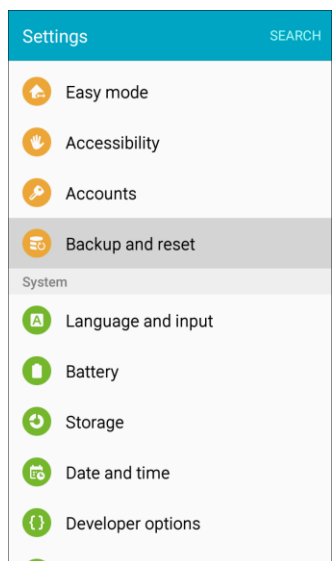 Settings SEARCH
Easy mode
Accessibility
Accounts
Backup and reset
System
Language and input
A
Battery
Storage
Date and time
Developer options